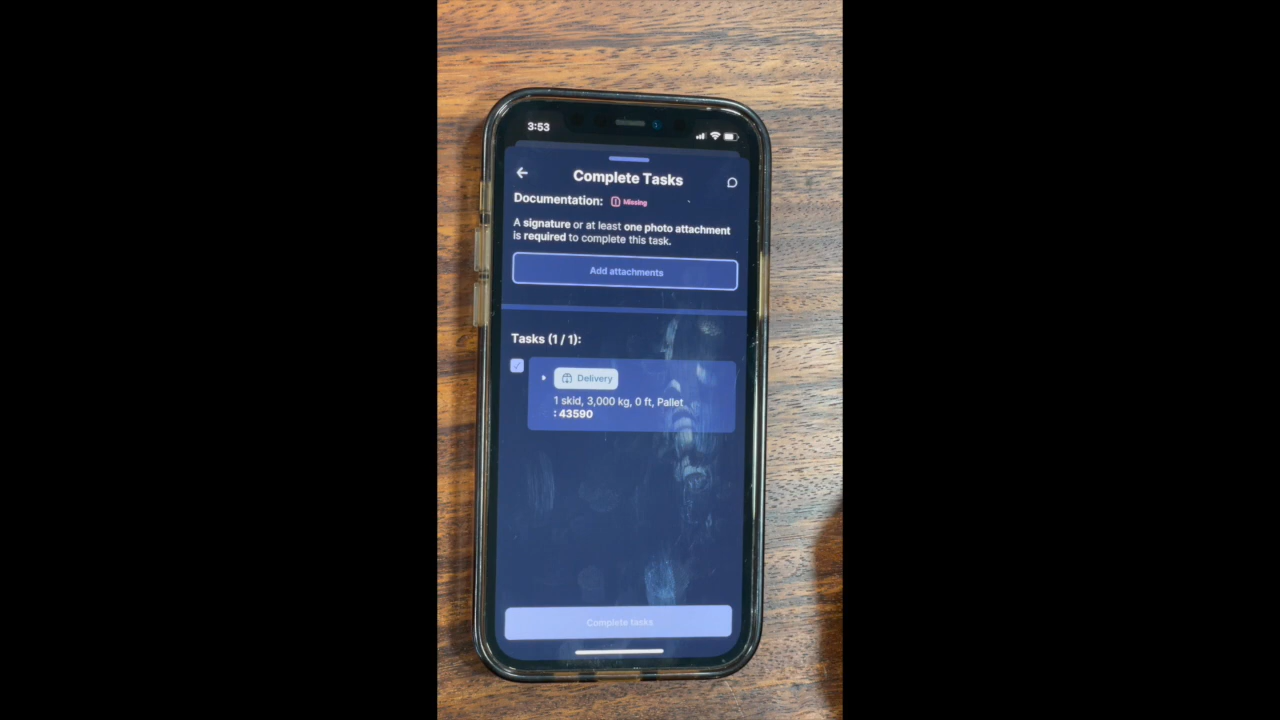 3:53
Complete Tasks
Documentation: Missing
A signature or at least one photo attachment
is required to complete this task.
Add attachments
Tasks (1 / 1):
Delivery
1 skid, 3,000 kg, 0 ft, Pallet
: 43590
Complete tasks